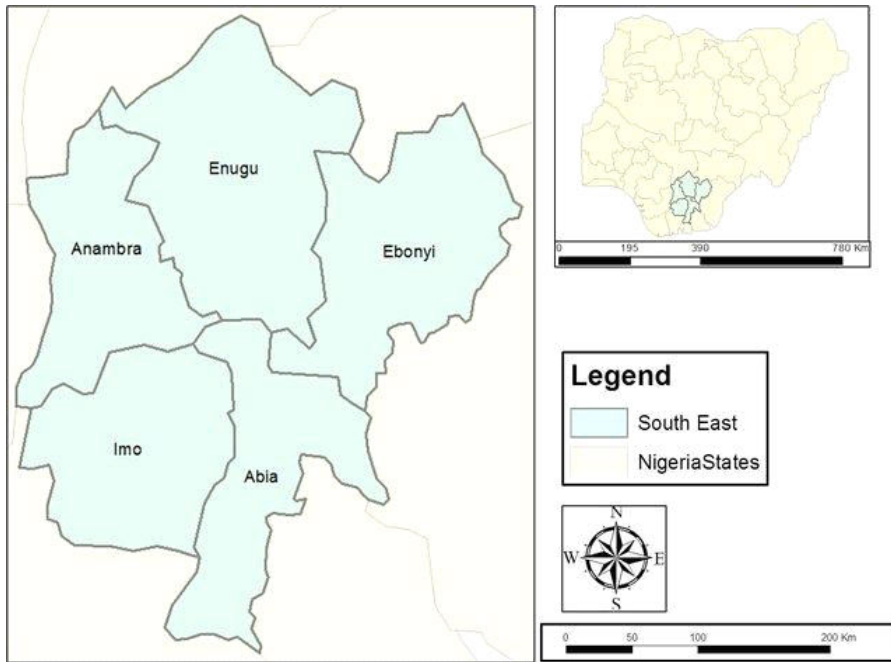 Enugu
Anambra
Ebonyi
Imo
Abia
0 195 390 780 Km
Legend
South East
NigeriaStates
N
W E
S
0 50 100 200 Km